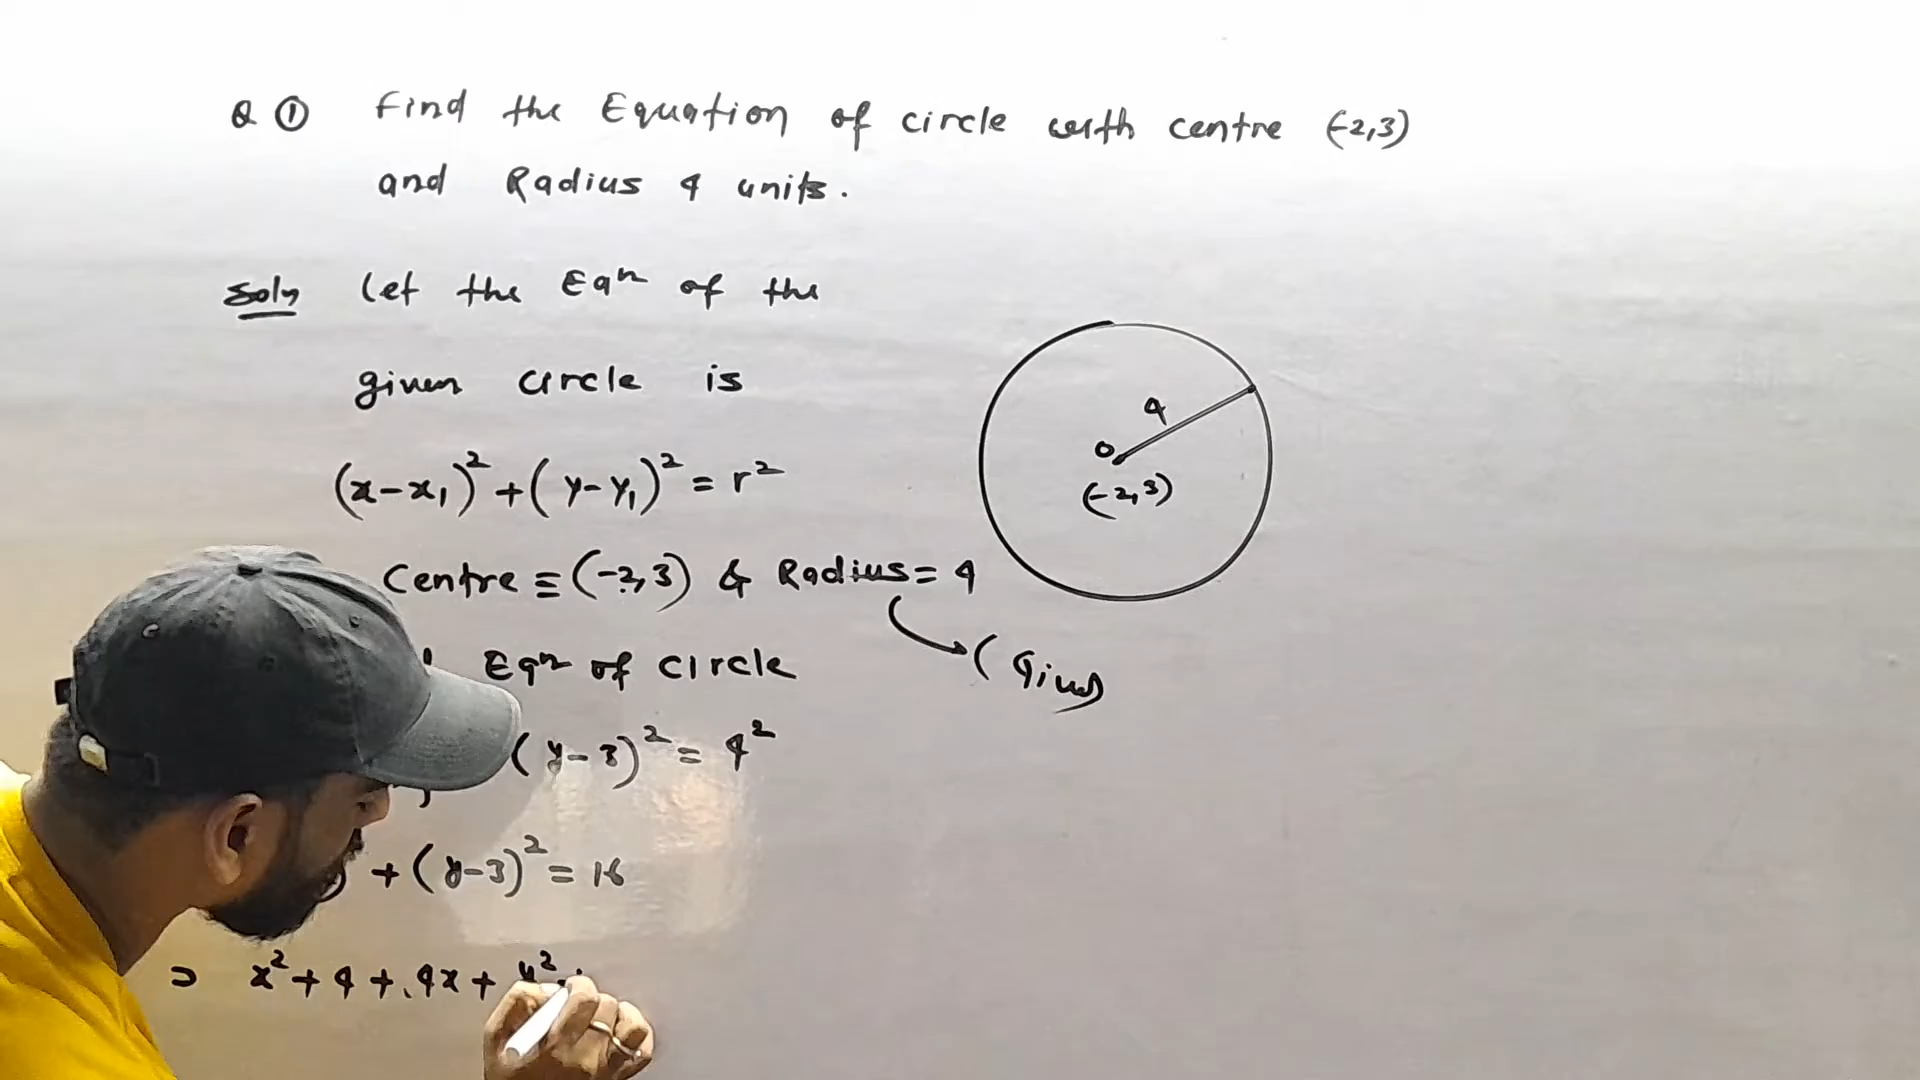 Q ① Find the Equation of circle with centre (-2,3)
and Radius 4 units.
Soln Let the Eqⁿ of the
given circle is
(x-x₁)² + (y-y₁)² = r²
Centre ≡ (-2,3) & Radius = 4
(Given)
Eqⁿ of circle
(y-3)² = 4²
+ (y-3)² = 16
⇒ x² + 4 + 4x + y²
4
O
(-2,3)